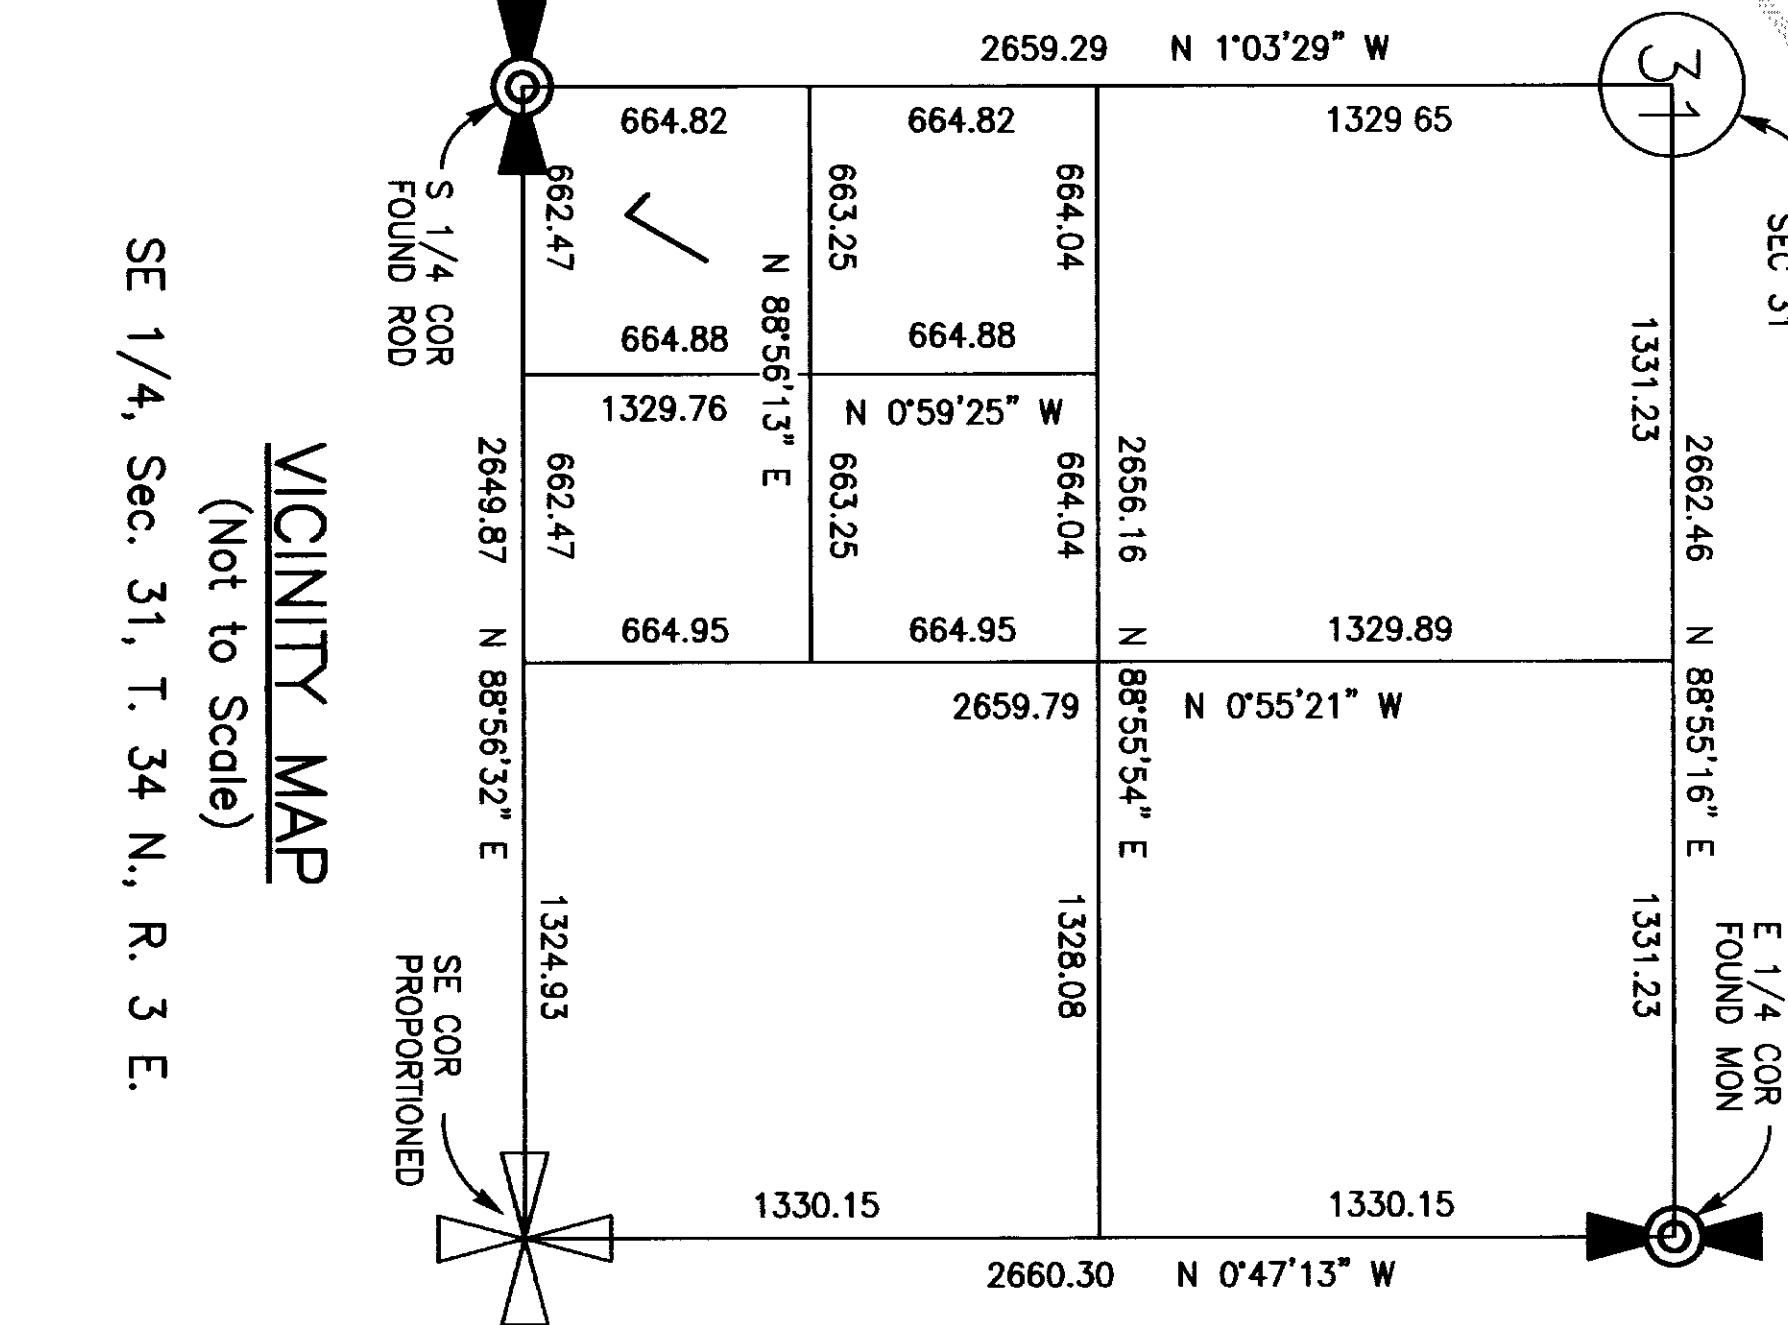 2659.29 N 1°03'29" W
31
SEC 31
664.82
664.82
1329 65
662.47
663.25
664.04
1331.23
2662.46 N 88°55'16" E
S 1/4 COR
FOUND ROD
N 88°56'13" E
664.88
664.88
1329.76
N 0°59'25" W
2649.87 N 88°56'32" E
662.47
663.25
664.04
2656.16 N 88°55'54" E
664.95
664.95
1329.89
2659.79 N 0°55'21" W
1324.93
1328.08
1331.23
E 1/4 COR
FOUND MON
SE COR
PROPORTIONED
1330.15
1330.15
2660.30 N 0°47'13" W
VICINITY MAP
(Not to Scale)
SE 1/4, Sec. 31, T. 34 N., R. 3 E.